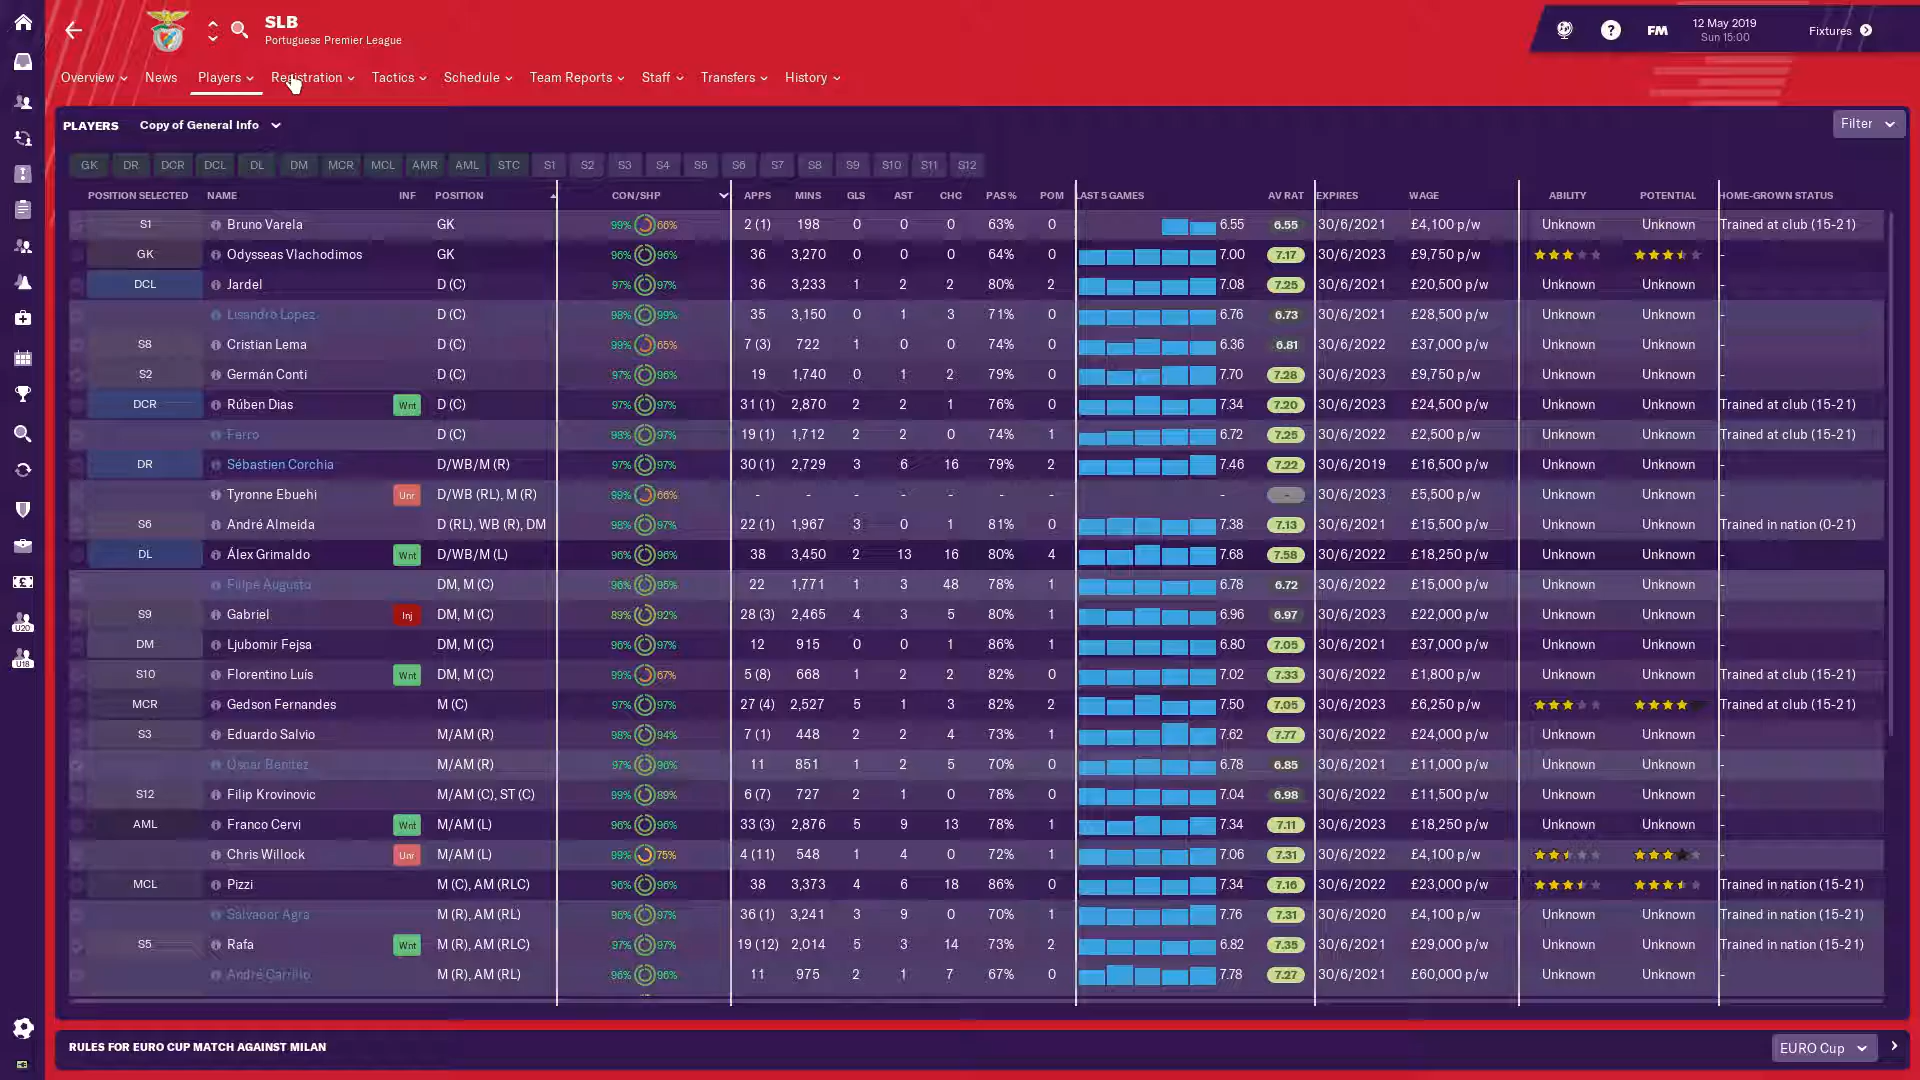 SLB
Portuguese Premier League
FM
12 May 2019
Sun 15:00
Fixtures
Overview News Players Registration Tactics Schedule Team Reports Staff Transfers History
PLAYERS Copy of General Info Filter
GK DR DCR DCL DL DM MCR MCL AMR AML STC S1 S2 S3 S4 S5 S6 S7 S8 S9 S10 S11 S12
POSITION SELECTED NAME INF POSITION CON/SHP APPS MINS GLS AST CHC PAS % POM LAST 5 GAMES AV RAT EXPIRES WAGE ABILITY POTENTIAL HOME-GROWN STATUS
S1 Bruno Varela GK 99% 66% 2 (1) 198 0 0 0 63% 0 6.55 6.55 30/6/2021 £4,100 p/w Unknown Unknown Trained at club (15-21)
GK Odysseas Vlachodimos GK 96% 96% 36 3,270 0 0 0 64% 0 7.00 7.17 30/6/2023 £9,750 p/w -
DCL Jardel D (C) 97% 97% 36 3,233 1 2 2 80% 2 7.08 7.25 30/6/2021 £20,500 p/w Unknown Unknown -
Lisandro López D (C) 98% 99% 35 3,150 0 1 3 71% 1 6.76 6.73 30/6/2021 £28,500 p/w Unknown Unknown -
S8 Cristian Lema D (C) 99% 65% 7 (3) 722 1 0 0 74% 0 6.36 6.81 30/6/2022 £37,000 p/w Unknown Unknown -
S2 Germán Conti D (C) 97% 96% 19 1,740 0 1 2 79% 0 7.70 7.28 30/6/2023 £9,750 p/w Unknown Unknown -
DCR Rúben Dias Wnt D (C) 97% 97% 31 (1) 2,870 2 2 1 76% 0 7.34 7.20 30/6/2023 £24,500 p/w Unknown Unknown Trained at club (15-21)
Ferro D (C) 98% 97% 19 (1) 1,712 2 2 0 74% 1 6.72 7.25 30/6/2022 £2,500 p/w Unknown Unknown Trained at club (15-21)
DR Sébastien Corchia D/WB/M (R) 97% 97% 30 (1) 2,729 3 6 16 79% 2 7.46 7.22 30/6/2019 £16,500 p/w Unknown Unknown -
Tyronne Ebuehi Unr D/WB (RL), M (R) 99% 66% - - - - - - - - - 30/6/2023 £5,500 p/w Unknown Unknown -
S6 André Almeida D (RL), WB (R), DM 98% 97% 22 (1) 1,967 3 0 1 81% 0 7.38 7.13 30/6/2021 £15,500 p/w Unknown Unknown Trained in nation (0-21)
DL Álex Grimaldo Wnt D/WB/M (L) 96% 96% 38 3,450 2 13 16 80% 4 7.68 7.58 30/6/2022 £18,250 p/w Unknown Unknown -
Filipe Augusto DM, M (C) 96% 95% 22 1,771 1 3 48 78% 1 6.78 6.72 30/6/2022 £15,000 p/w Unknown Unknown -
S9 Gabriel Inj DM, M (C) 89% 92% 28 (3) 2,465 4 3 5 80% 1 6.96 6.97 30/6/2023 £22,000 p/w Unknown Unknown -
DM Ljubomir Fejsa DM, M (C) 96% 97% 12 915 0 0 1 86% 1 6.80 7.05 30/6/2021 £37,000 p/w Unknown Unknown -
S10 Florentino Luís Wnt DM, M (C) 99% 67% 5 (8) 668 1 2 2 82% 0 7.02 7.33 30/6/2022 £1,800 p/w Unknown Unknown Trained at club (15-21)
MCR Gedson Fernandes M (C) 97% 97% 27 (4) 2,527 5 1 3 82% 2 7.50 7.05 30/6/2023 £6,250 p/w Trained at club (15-21)
S3 Eduardo Salvio M/AM (R) 98% 94% 7 (1) 448 2 2 4 73% 1 7.62 7.77 30/6/2022 £24,000 p/w Unknown Unknown -
Óscar Benítez M/AM (R) 97% 96% 11 851 1 2 5 70% 1 6.78 6.85 30/6/2021 £11,000 p/w Unknown Unknown -
S12 Filip Krovinovic M/AM (C), ST (C) 99% 89% 6 (7) 727 2 1 0 78% 1 7.04 6.98 30/6/2022 £11,500 p/w Unknown Unknown -
AML Franco Cervi Wnt M/AM (L) 96% 96% 33 (3) 2,876 5 9 13 78% 1 7.34 7.11 30/6/2023 £18,250 p/w Unknown Unknown -
Chris Willock Unr M/AM (L) 99% 75% 4 (11) 548 1 4 0 72% 1 7.06 7.31 30/6/2022 £4,100 p/w -
MCL Pizzi M (C), AM (RLC) 96% 96% 38 3,373 4 6 18 86% 0 7.34 7.16 30/6/2022 £23,000 p/w Trained in nation (15-21)
Salvador Agra M (R), AM (RL) 96% 97% 36 (1) 3,241 3 9 0 70% 1 7.76 7.31 30/6/2020 £4,100 p/w Unknown Unknown Trained in nation (15-21)
S5 Rafa Wnt M (R), AM (RLC) 97% 97% 19 (12) 2,014 5 3 14 73% 2 6.82 7.35 30/6/2021 £29,000 p/w Unknown Unknown Trained in nation (15-21)
André Carrillo M (R), AM (RL) 96% 96% 11 975 2 1 7 67% 0 7.78 7.27 30/6/2021 £60,000 p/w Unknown Unknown -
U20
U18
RULES FOR EURO CUP MATCH AGAINST MILAN EURO Cup